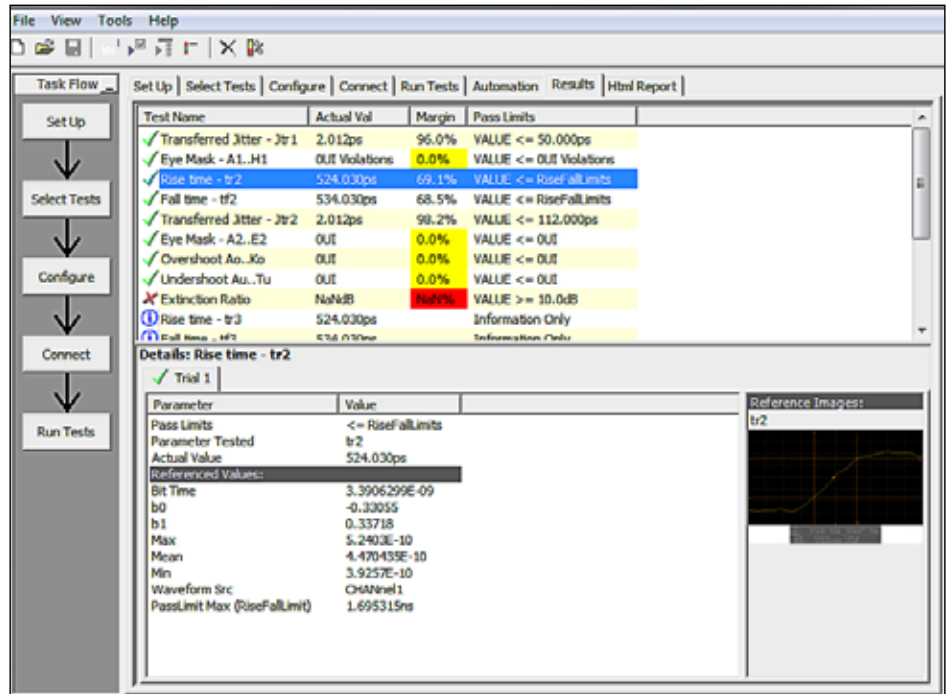 File View Tools Help
Task Flow
Set Up
Select Tests
Configure
Connect
Run Tests
Set Up Select Tests Configure Connect Run Tests Automation Results Html Report
Test Name Actual Val Margin Pass Limits
Transferred Jitter - Jtr1 2.012ps 96.0% VALUE <= 50.000ps
Eye Mask - A1..H1 0UI Violations 0.0% VALUE <= 0UI Violations
Rise time - tr2 524.030ps 69.1% VALUE <= RiseFallLimits
Fall time - tf2 534.030ps 68.5% VALUE <= RiseFallLimits
Transferred Jitter - Jtr2 2.012ps 98.2% VALUE <= 112.000ps
Eye Mask - A2..E2 0UI 0.0% VALUE <= 0UI
Overshoot Ao..Ko 0UI 0.0% VALUE <= 0UI
Undershoot Au..Tu 0UI 0.0% VALUE <= 0UI
Extinction Ratio NaNdB NaN% VALUE >= 10.0dB
Rise time - tr3 524.030ps Information Only
Fall time - tf3 534.030ps Information Only
Details: Rise time - tr2
Trial 1
Parameter Value
Pass Limits <= RiseFallLimits
Parameter Tested tr2
Actual Value 524.030ps
Referenced Values:
Bit Time 3.3906299E-09
b0 -0.33055
b1 0.33718
Max 5.2403E-10
Mean 4.470435E-10
Min 3.9257E-10
Waveform Src CHANnel1
PassLimit Max (RiseFallLimit) 1.695315ns
Reference Images:
tr2